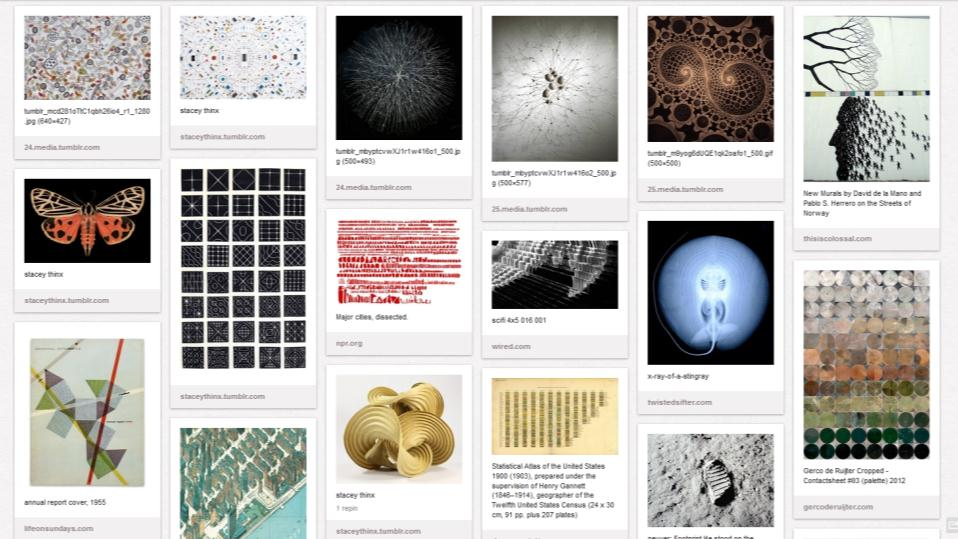 tumblr_mcd281oTfC1qbh26io4_r1_1280
.jpg (640×427)
24.media.tumblr.com
stacey thinx
staceythinx.tumblr.com
annual report cover, 1955
lifeonsundays.com
stacey thinx
staceythinx.tumblr.com
staceythinx.tumblr.com
tumblr_mbyptcvwXJ1r1w416o1_500.jp
g (500×493)
24.media.tumblr.com
Major cities, dissected.
npr.org
stacey thinx
1 repin
staceythinx.tumblr.com
tumblr_mbyptcvwXJ1r1w416o2_500.jp
g (500×577)
25.media.tumblr.com
scifi 4x5 016 001
wired.com
Statistical Atlas of the United States
1900 (1903), prepared under the
supervision of Henry Gannett
(1846–1914), geographer of the
Twelfth United States Census (24 x 30
cm, 91 pp. plus 207 plates)
tumblr_m9yog6dUQE1qk2oafo1_500.gif
(500×500)
25.media.tumblr.com
x-ray-of-a-stingray
twistedsifter.com
New Murals by David de la Mano and
Pablo S. Herrero on the Streets of
Norway
thisiscolossal.com
Gerco de Ruijter Cropped -
Contactsheet #83 (palette) 2012
gercoderuijter.com